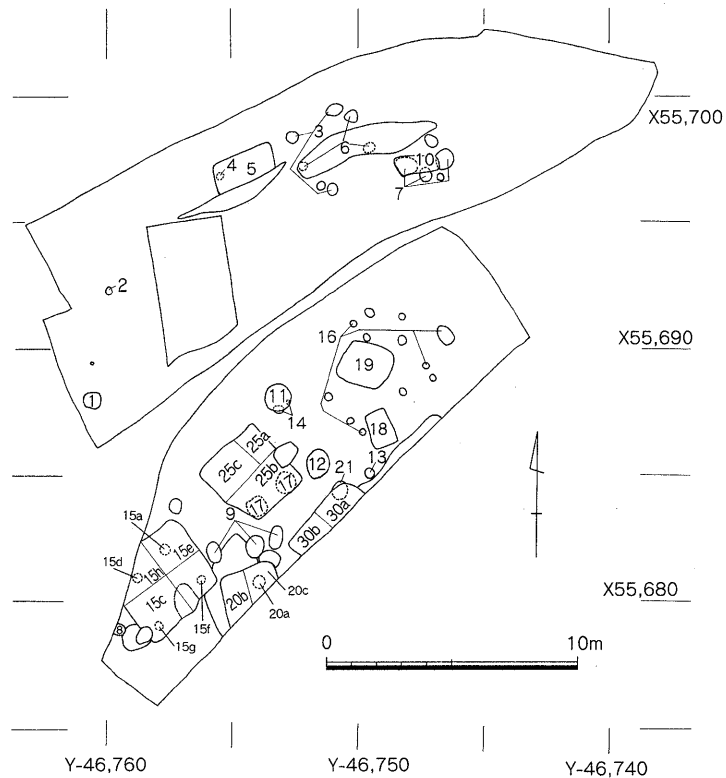 X55,700
3
4
5
6
10
7
2
X55,690
16
19
1
11
14
18
25a
25c
25b
12
13
21
17
17
15a
9
30a
30b
15e
15d
15h
X55,680
15c
20c
20b
20a
15f
8
15g
0
10m
Y-46,760
Y-46,750
Y-46,740